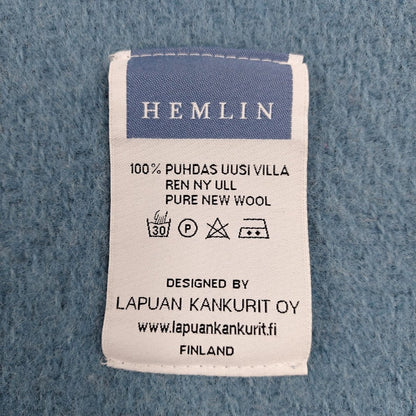 HEMLIN
100% PUHDAS UUSI VILLA
REN NY ULL
PURE NEW WOOL
30 P
DESIGNED BY
LAPUAN KANKURIT OY
www.lapuankankurit.fi
FINLAND